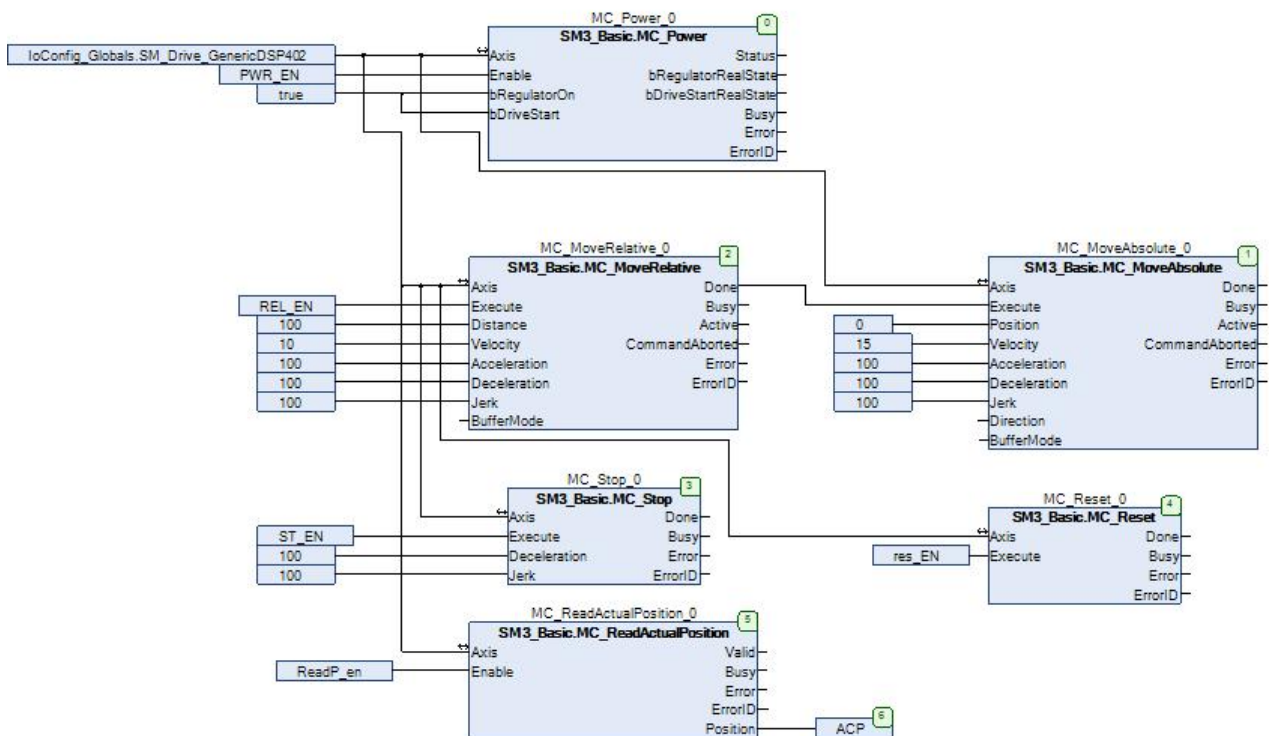 MC_Power_0
0
SM3_Basic.MC_Power
IoConfig_Globals.SM_Drive_GenericDSP402
Axis
Status
PWR_EN
Enable
bRegulatorRealState
true
bRegulatorOn
bDriveStartRealState
bDriveStart
Busy
Error
ErrorID
MC_MoveRelative_0
2
SM3_Basic.MC_MoveRelative
Axis
Done
REL_EN
Execute
Busy
100
Distance
Active
10
Velocity
CommandAborted
100
Acceleration
Error
100
Deceleration
ErrorID
100
Jerk
BufferMode
MC_MoveAbsolute_0
1
SM3_Basic.MC_MoveAbsolute
Axis
Done
Execute
Busy
0
Position
Active
15
Velocity
CommandAborted
100
Acceleration
Error
100
Deceleration
ErrorID
100
Jerk
Direction
BufferMode
MC_Stop_0
3
SM3_Basic.MC_Stop
Axis
Done
ST_EN
Execute
Busy
100
Deceleration
Error
100
Jerk
ErrorID
MC_Reset_0
4
SM3_Basic.MC_Reset
Axis
Done
res_EN
Execute
Busy
Error
ErrorID
MC_ReadActualPosition_0
5
SM3_Basic.MC_ReadActualPosition
Axis
Valid
ReadP_en
Enable
Busy
Error
ErrorID
Position
ACP
6